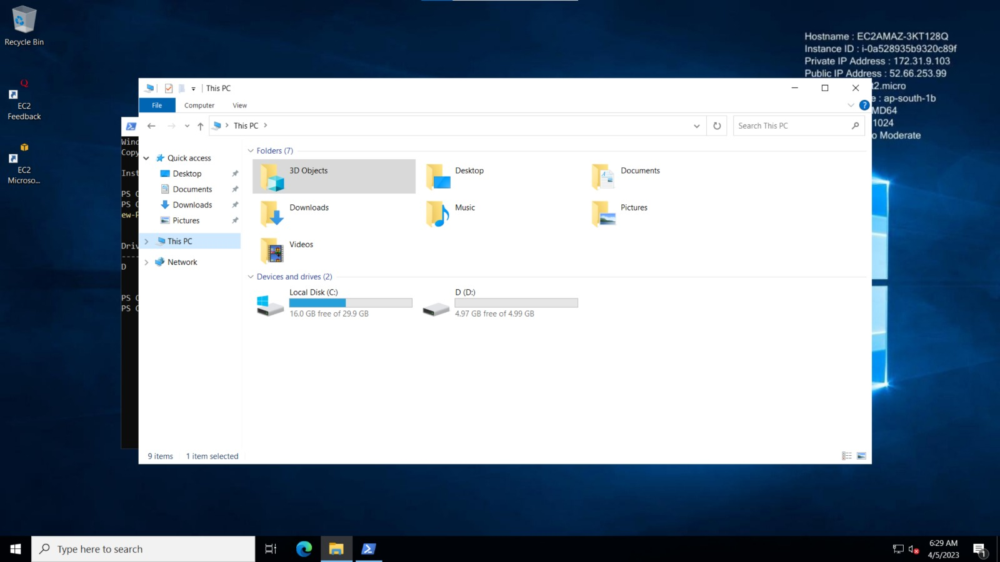 Recycle Bin
EC2
Feedback
EC2
Microso...
Hostname : EC2AMAZ-3KT128Q
Instance ID : i-0a528935b9320c89f
Private IP Address : 172.31.9.103
Public IP Address : 52.66.253.99
t2.micro
e : ap-south-1b
MD64
1024
o Moderate
This PC
File
Computer
View
This PC
Search This PC
Wind
Copy
Inst
PS C
PS C
ew-P
Driv
----
D
PS C
PS C
Quick access
Desktop
Documents
Downloads
Pictures
This PC
Network
Folders (7)
3D Objects
Desktop
Documents
Downloads
Music
Pictures
Videos
Devices and drives (2)
Local Disk (C:)
16.0 GB free of 29.9 GB
D (D:)
4.97 GB free of 4.99 GB
9 items
1 item selected
Type here to search
6:29 AM
4/5/2023
1